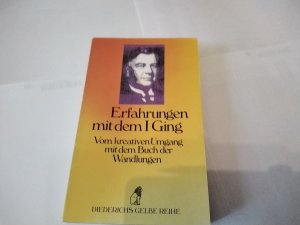 Erfahrungen
mit dem I Ging
Vom kreativen Umgang
mit dem Buch der
Wandlungen
DIEDERICHS GELBE REIHE